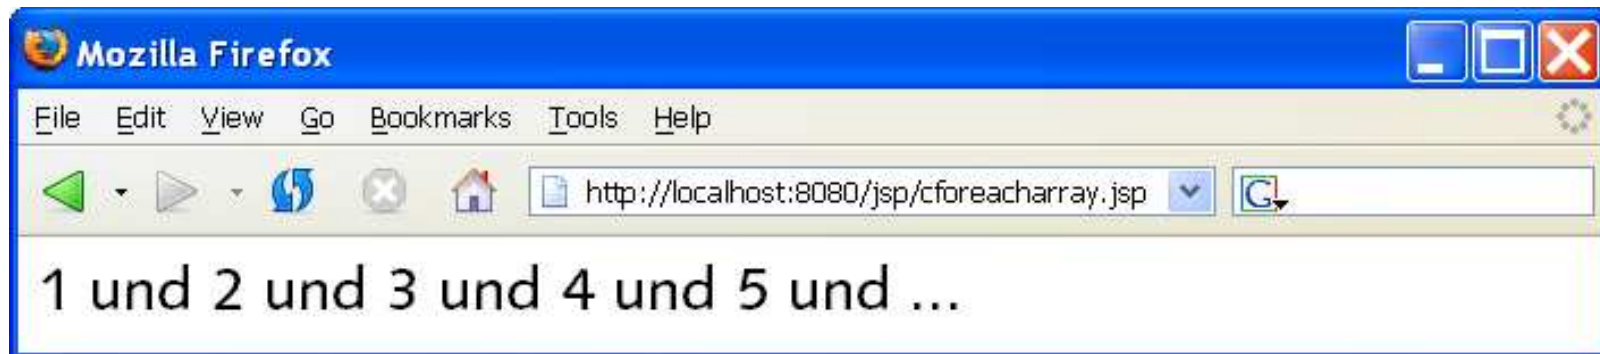 Mozilla Firefox
File Edit View Go Bookmarks Tools Help
http://localhost:8080/jsp/cforeacharray.jsp G
1 und 2 und 3 und 4 und 5 und ...